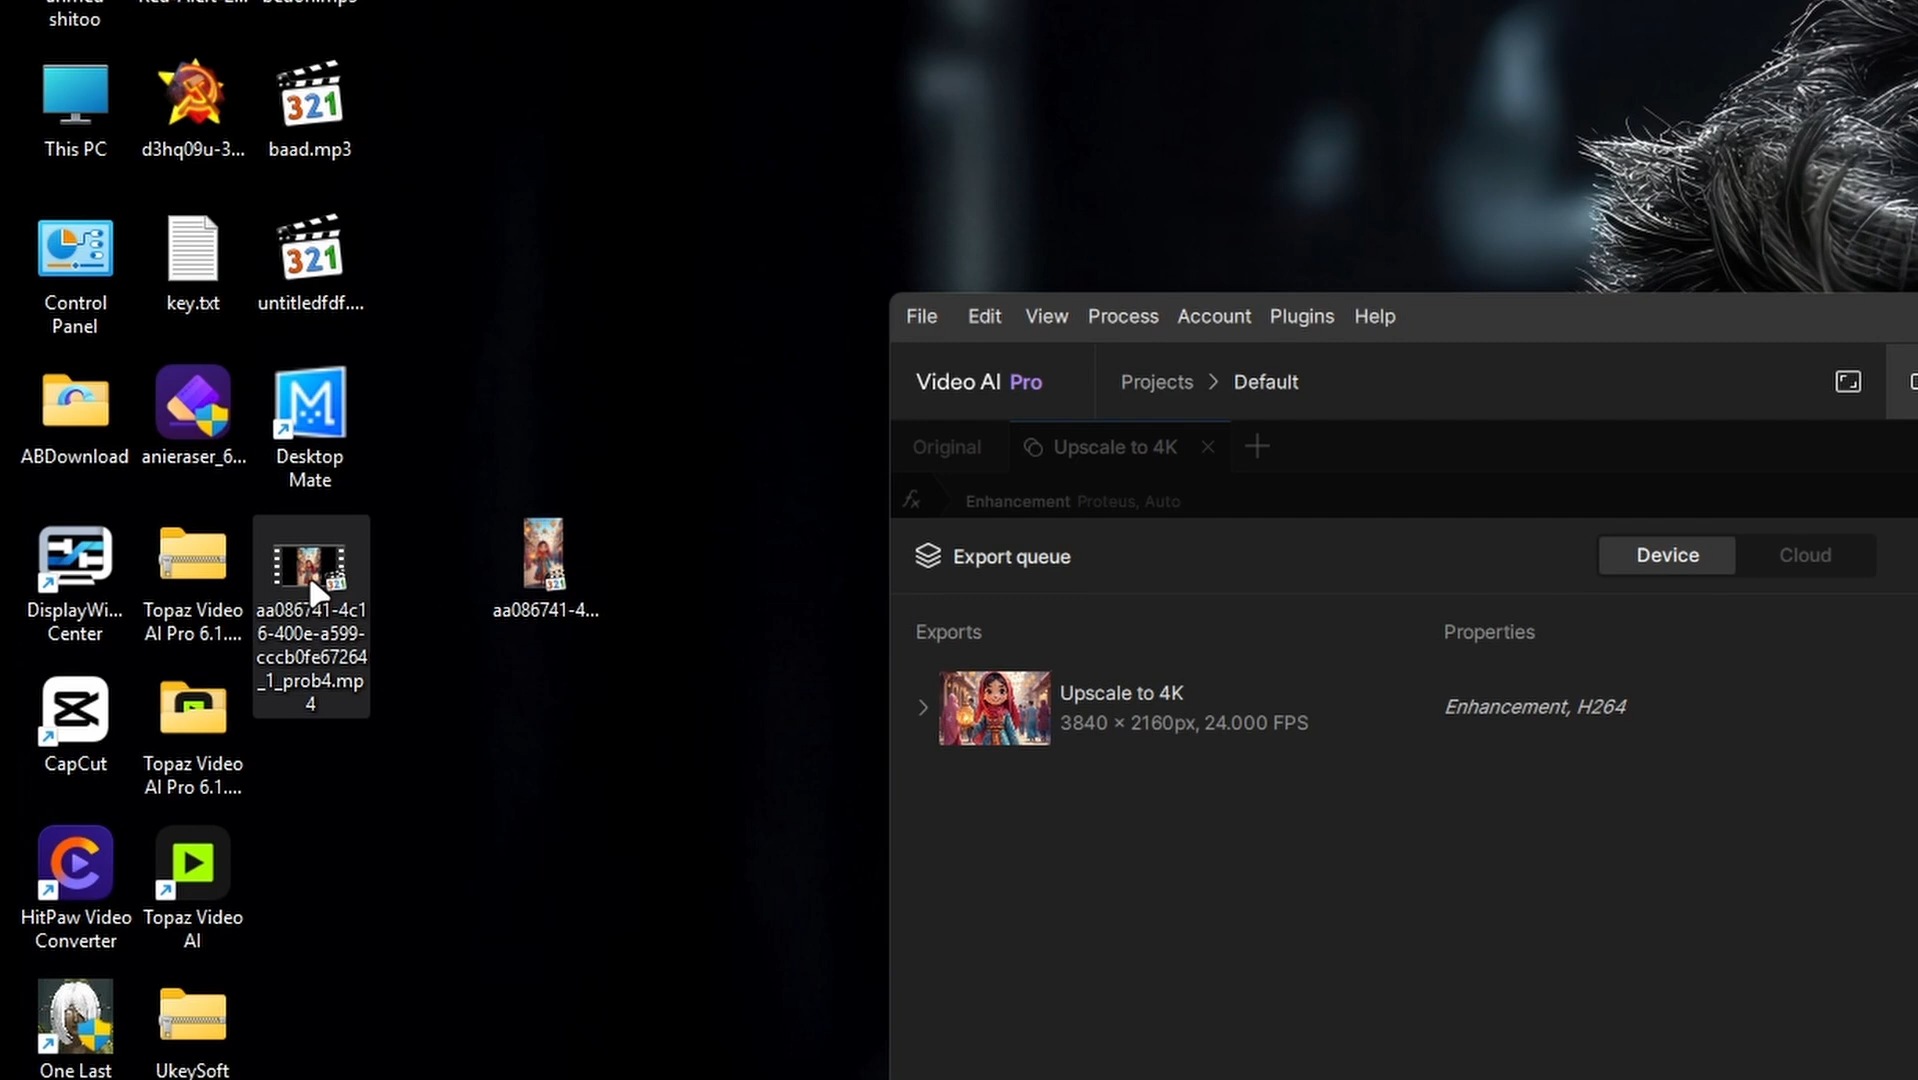 shitoo
This PC
d3hq09u-3...
baad.mp3
321
Control
Panel
key.txt
untitledfdf....
321
ABDownload
anieraser_6...
Desktop
Mate
DisplayWi...
Center
Topaz Video
AI Pro 6.1....
aa086741-4c1
6-400e-a599-
cccb0fe67264
_1_prob4.mp
4
aa086741-4...
CapCut
Topaz Video
AI Pro 6.1....
HitPaw Video
Converter
Topaz Video
AI
One Last
UkeySoft
File Edit View Process Account Plugins Help
Video AI Pro
Projects > Default
Original
Upscale to 4K
fx
Enhancement Proteus, Auto
Export queue
Device
Cloud
Exports
Properties
Upscale to 4K
3840 × 2160px, 24.000 FPS
Enhancement, H264